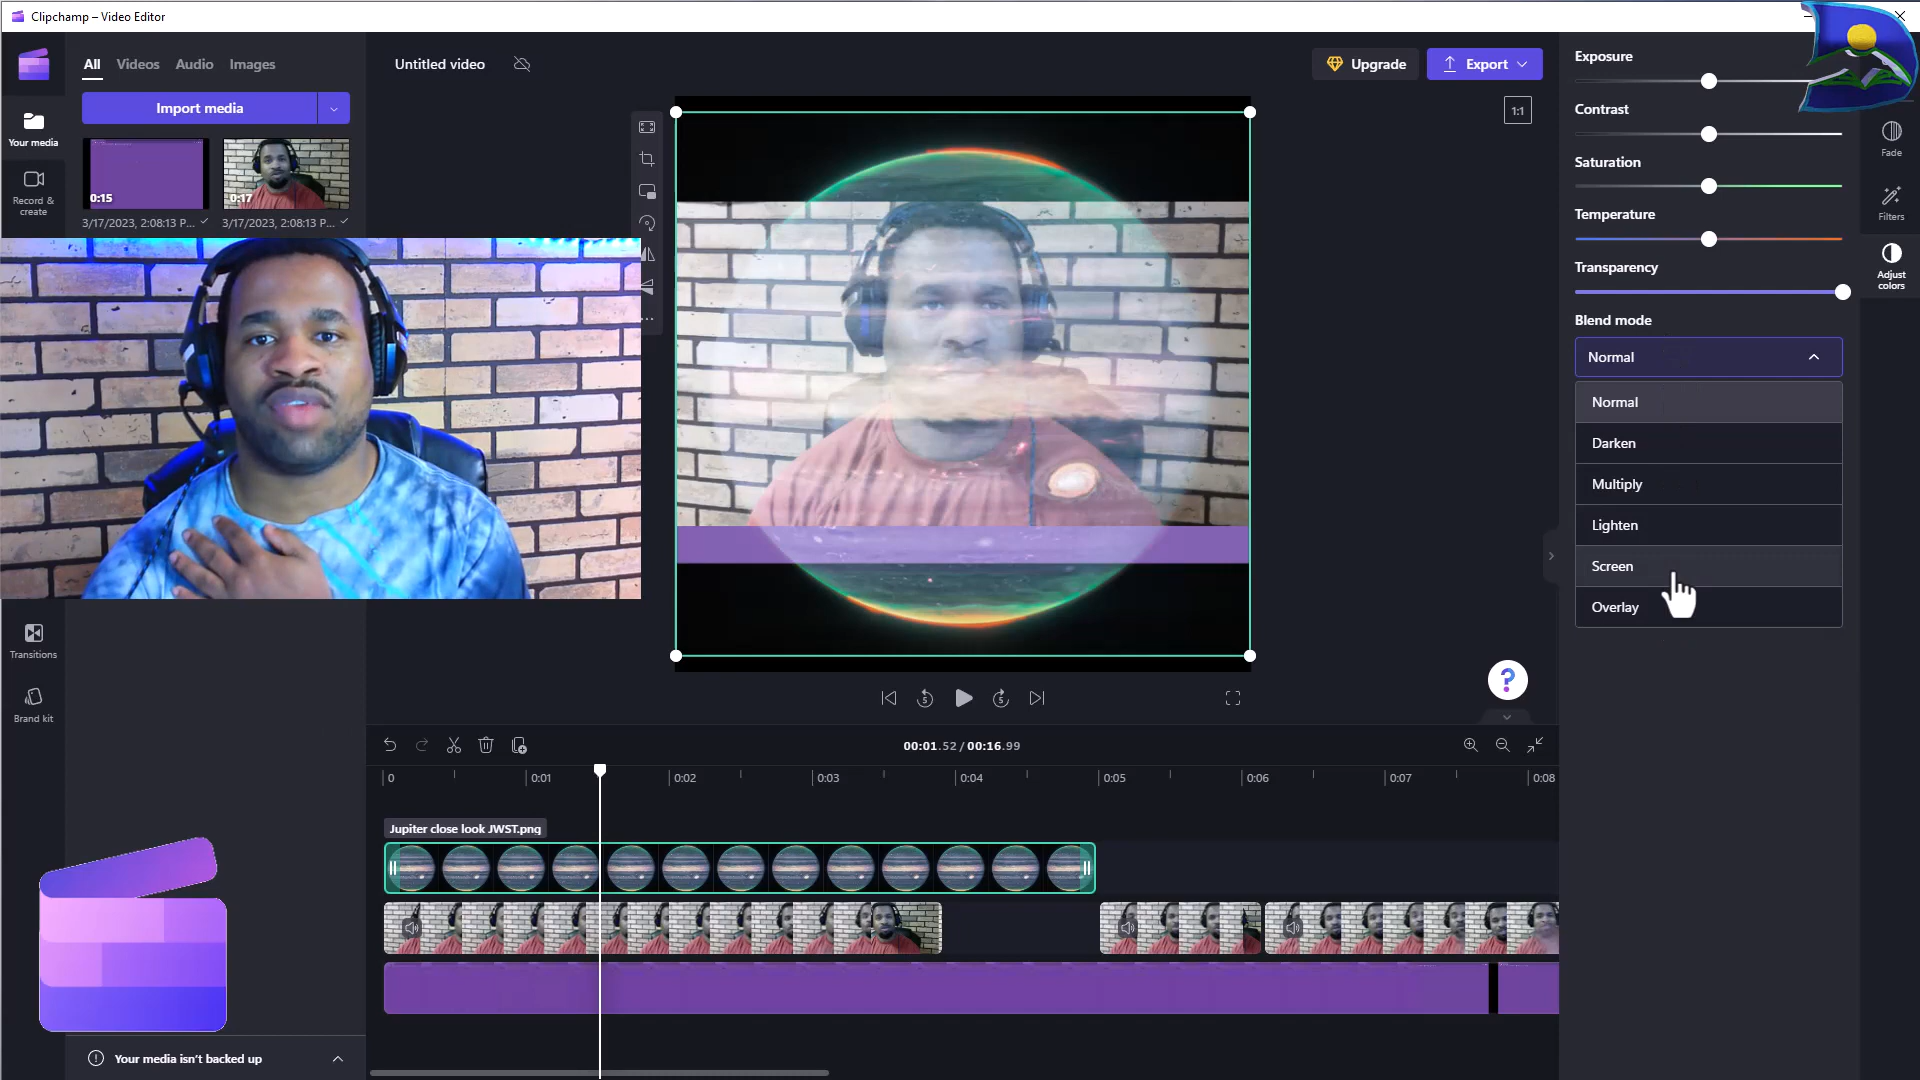 Clipchamp – Video Editor
All
Videos
Audio
Images
Import media
Your media
Record &
create
0:15
0:17
3/17/2023, 2:08:13 P...
3/17/2023, 2:08:13 P...
Untitled video
Upgrade
Export
1:1
Exposure
Contrast
Saturation
Temperature
Transparency
Blend mode
Normal
Normal
Darken
Multiply
Lighten
Screen
Overlay
Fade
Filters
Adjust
colors
Transitions
Brand kit
5
5
?
00:01.52 / 00:16.99
0
0:01
0:02
0:03
0:04
0:05
0:06
0:07
0:08
Jupiter close look JWST.png
Your media isn't backed up